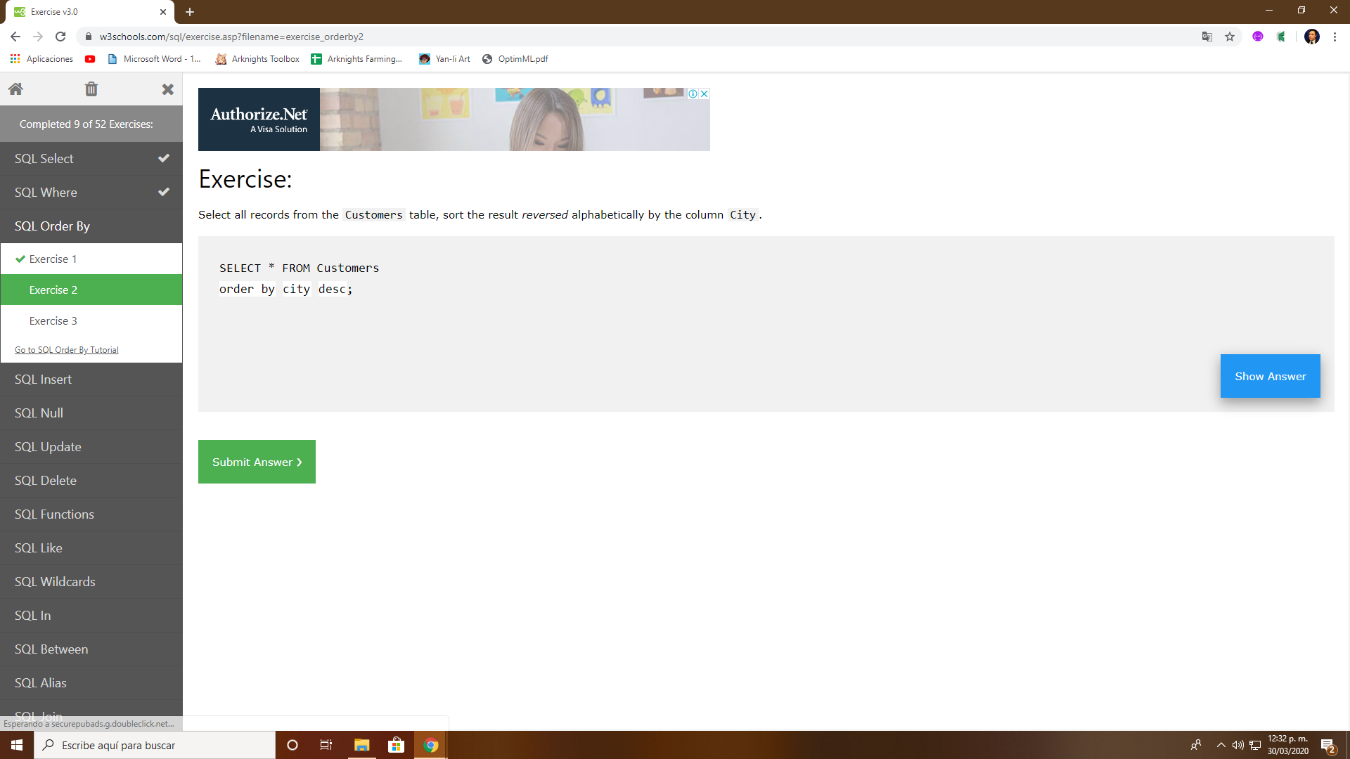 Exercise v3.0
w3schools.com/sql/exercise.asp?filename=exercise_orderby2
Aplicaciones
Microsoft Word - 1...
Arknights Toolbox
Arknights Farming...
Yan-li Art
OptimML.pdf
Completed 9 of 52 Exercises:
SQL Select
SQL Where
SQL Order By
Exercise 1
Exercise 2
Exercise 3
Go to SQL Order By Tutorial
SQL Insert
SQL Null
SQL Update
SQL Delete
SQL Functions
SQL Like
SQL Wildcards
SQL In
SQL Between
SQL Alias
SQL Join
Esperando a securepubads.g.doubleclick.net...
Authorize.Net
A Visa Solution
Exercise:
Select all records from the Customers table, sort the result reversed alphabetically by the column City.
SELECT * FROM Customers
order by city desc;
Show Answer
Submit Answer ❯
Escribe aquí para buscar
12:32 p. m.
30/03/2020
2